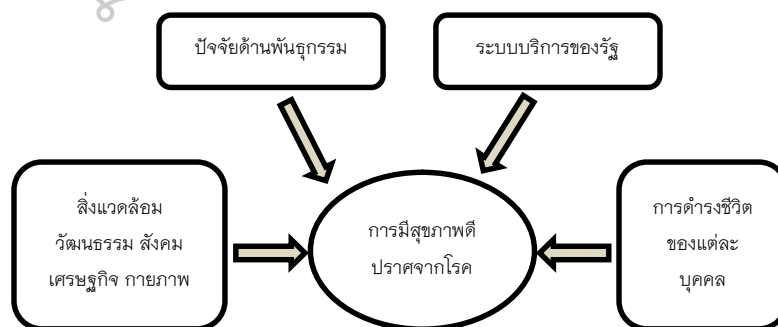 ปัจจัยด้านพันธุกรรม
ระบบบริการของรัฐ
สิ่งแวดล้อม
วัฒนธรรม สังคม
เศรษฐกิจ กายภาพ
การมีสุขภาพดี
ปราศจากโรค
การดำรงชีวิต
ของแต่ละ
บุคคล